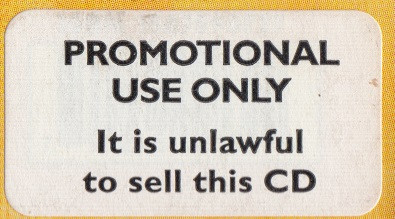 PROMOTIONAL
USE ONLY
It is unlawful
to sell this CD